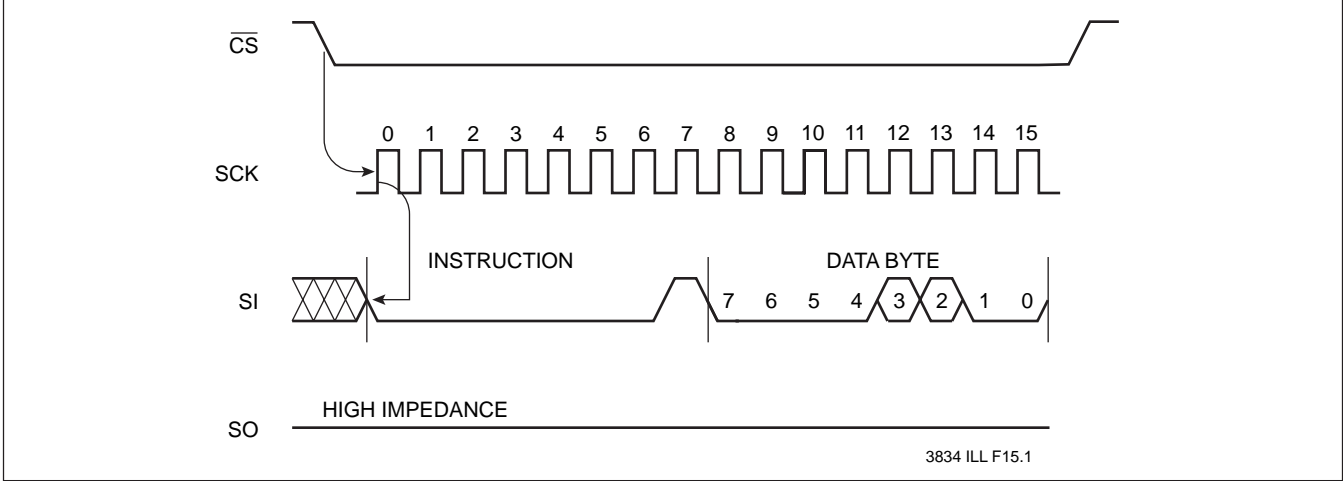 CS
0 1 2 3 4 5 6 7 8 9 10 11 12 13 14 15
SCK
INSTRUCTION DATA BYTE
SI 7 6 5 4 3 2 1 0
HIGH IMPEDANCE
SO
3834 ILL F15.1